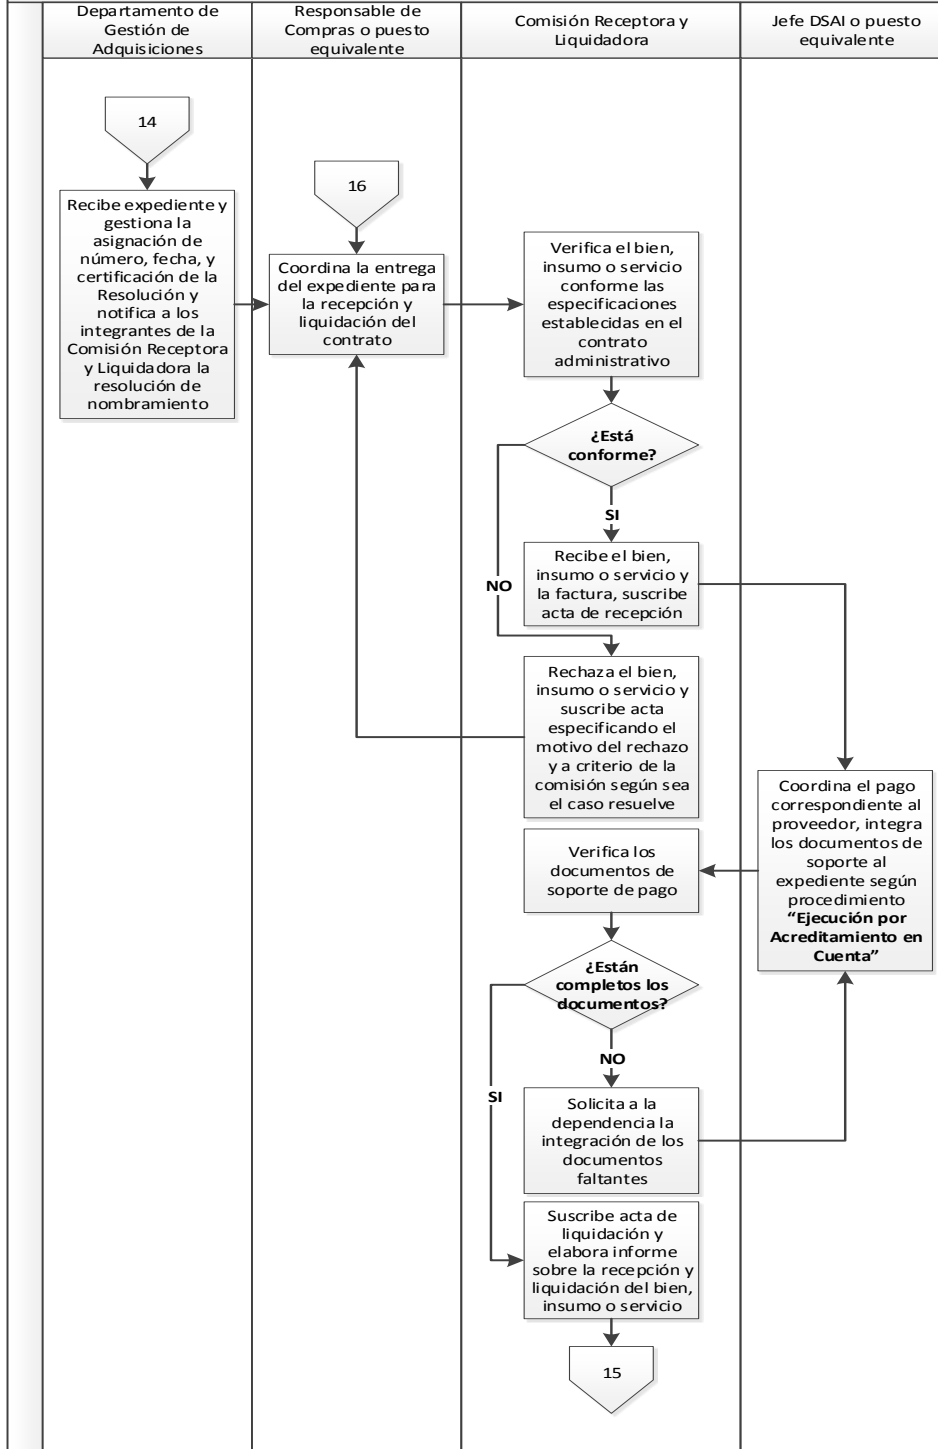 Departamento de
Gestión de
Adquisiciones
Responsable de
Compras o puesto
equivalente
Comisión Receptora y
Liquidadora
Jefe DSAI o puesto
equivalente
14
Recibe expediente y
gestiona la
asignación de
número, fecha, y
certificación de la
Resolución y
notifica a los
integrantes de la
Comisión Receptora
y Liquidadora la
resolución de
nombramiento
16
Coordina la entrega
del expediente para
la recepción y
liquidación del
contrato
Verifica el bien,
insumo o servicio
conforme las
especificaciones
establecidas en el
contrato
administrativo
¿Está
conforme?
SI
NO
Recibe el bien,
insumo o servicio y
la factura, suscribe
acta de recepción
Rechaza el bien,
insumo o servicio y
suscribe acta
especificando el
motivo del rechazo
y a criterio de la
comisión según sea
el caso resuelve
Coordina el pago
correspondiente al
proveedor, integra
los documentos de
soporte al
expediente según
procedimiento
“Ejecución por
Acreditamiento en
Cuenta”
Verifica los
documentos de
soporte de pago
¿Están
completos los
documentos?
NO
SI
Solicita a la
dependencia la
integración de los
documentos
faltantes
Suscribe acta de
liquidación y
elabora informe
sobre la recepción y
liquidación del bien,
insumo o servicio
15